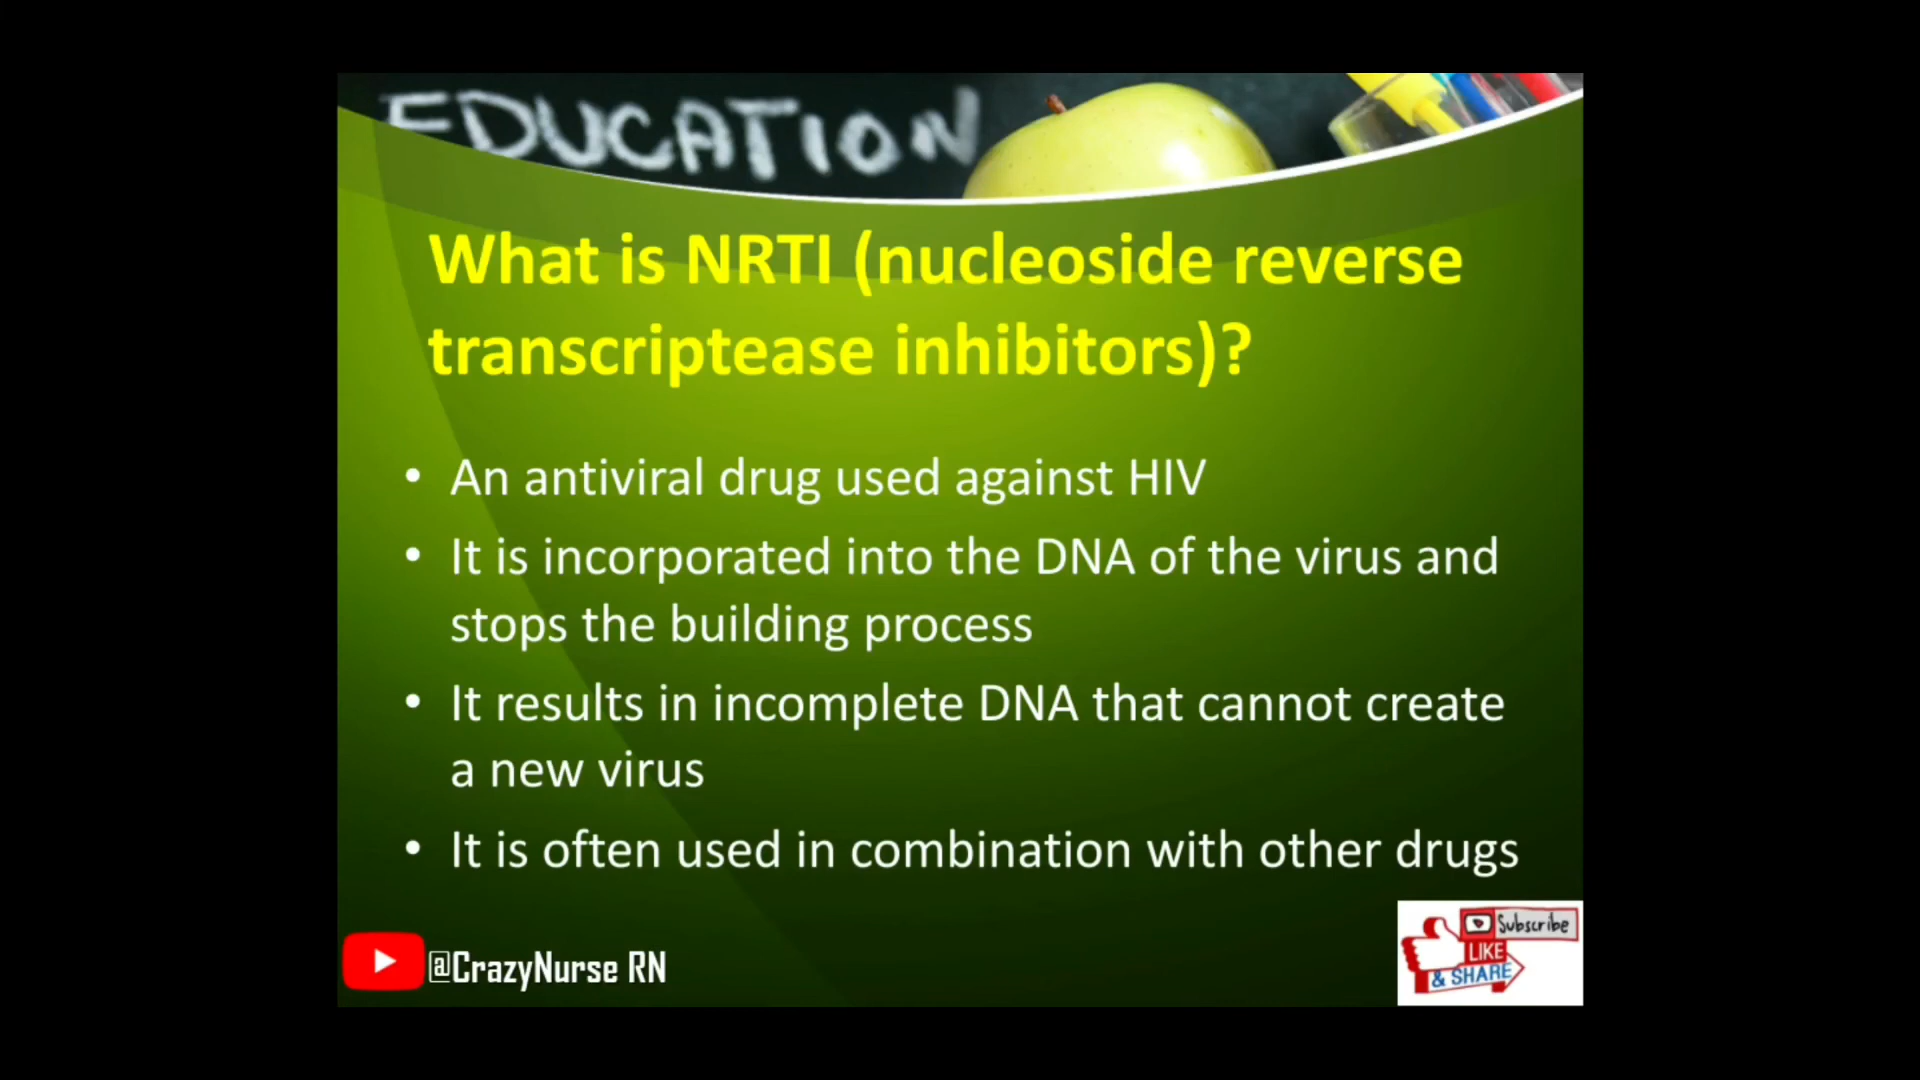 EDUCATION
What is NRTI (nucleoside reverse
transcriptease inhibitors)?
• An antiviral drug used against HIV
• It is incorporated into the DNA of the virus and
stops the building process
• It results in incomplete DNA that cannot create
a new virus
• It is often used in combination with other drugs
@CrazyNurse RN
Subscribe
LIKE
& SHARE